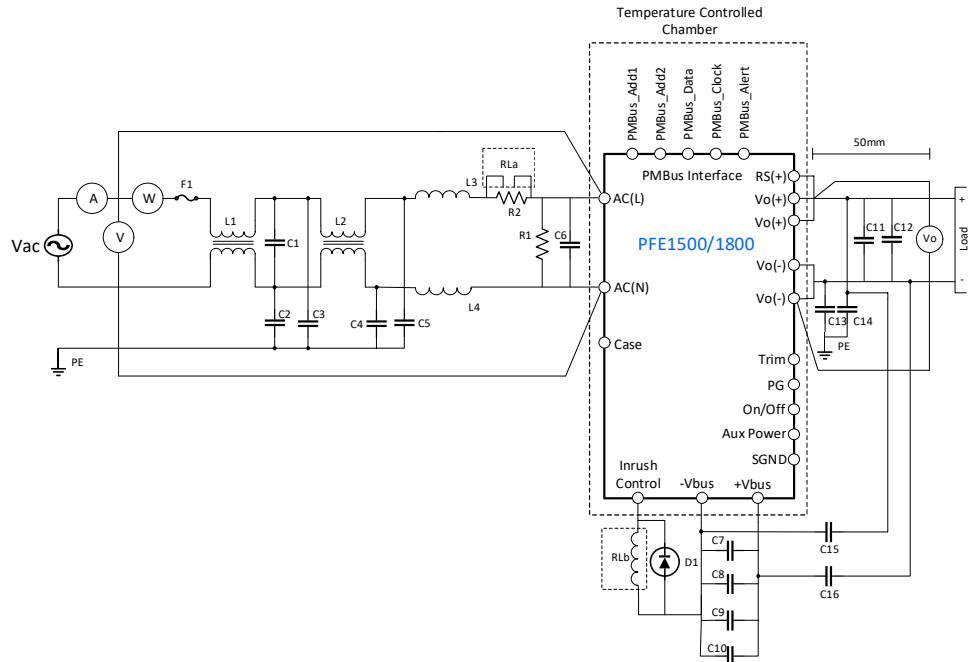 Temperature Controlled
Chamber
PMBus_Add1
PMBus_Add2
PMBus_Data
PMBus_Clock
PMBus_Alert
50mm
RLa
L3
R2
PMBus Interface
RS(+)
A
W
F1
AC(L)
Vo(+)
+
L1
L2
Vo(+)
V
C1
R1
C6
PFE1500/1800
C11
C12
Vo
Load
Vac
Vo(-)
AC(N)
Vo(-)
-
L4
C2
C3
C4
C5
C13
C14
Case
PE
PE
Trim
PG
On/Off
Aux Power
SGND
Inrush
Control
-Vbus
+Vbus
C7
C15
RLb
D1
C8
C16
C9
C10